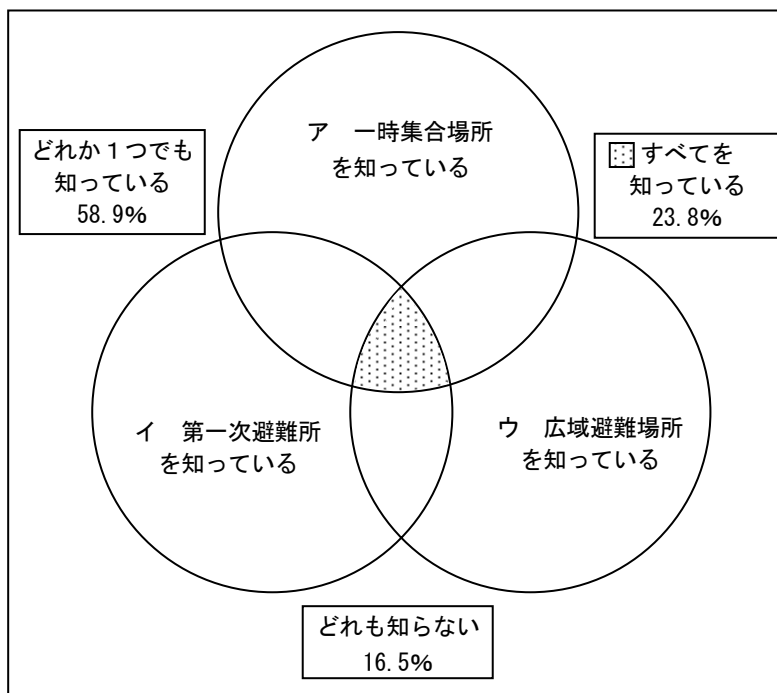 ア 一時集合場所
を知っている
どれか１つでも
知っている
58.9%
すべてを
知っている
23.8%
イ 第一次避難所
を知っている
ウ 広域避難場所
を知っている
どれも知らない
16.5%